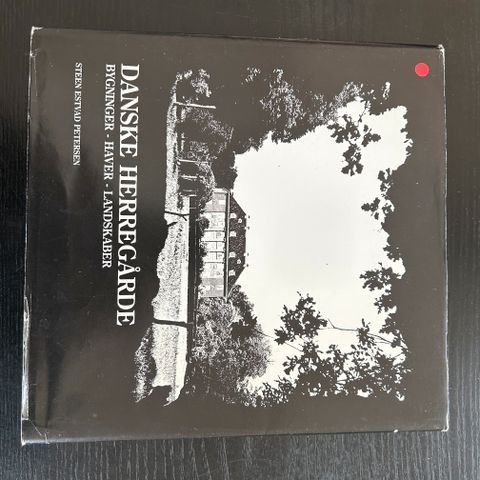 DANSKE HERREGÅRDE
BYGNINGER - HAVER - LANDSKABER
STEEN ESTVAD PETERSEN